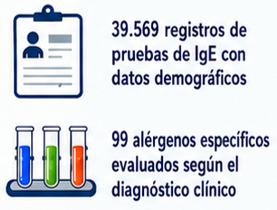 39.569 registros de
pruebas de IgE con
datos demográficos
99 alérgenos específicos
evaluados según el
diagnóstico clínico